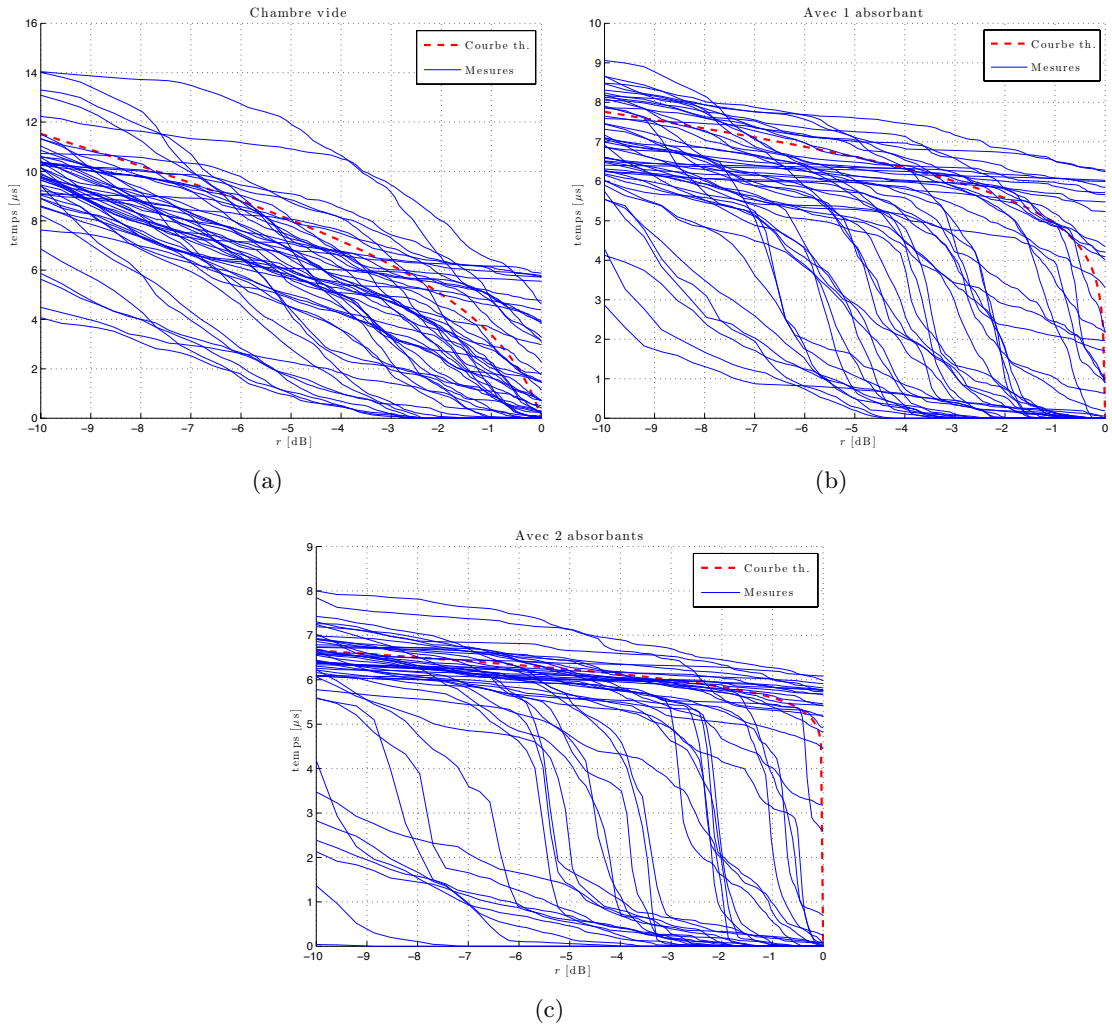 Chambre vide
16
14
12
10
8
6
4
2
0
temps [μs]
Courbe th.
Mesures
−10 −9 −8 −7 −6 −5 −4 −3 −2 −1 0
r [dB]
(a)
Avec 1 absorbant
10
9
8
7
6
5
4
3
2
1
0
temps [μs]
Courbe th.
Mesures
−10 −9 −8 −7 −6 −5 −4 −3 −2 −1 0
r [dB]
(b)
Avec 2 absorbants
9
8
7
6
5
4
3
2
1
0
temps [μs]
Courbe th.
Mesures
−10 −9 −8 −7 −6 −5 −4 −3 −2 −1 0
r [dB]
(c)